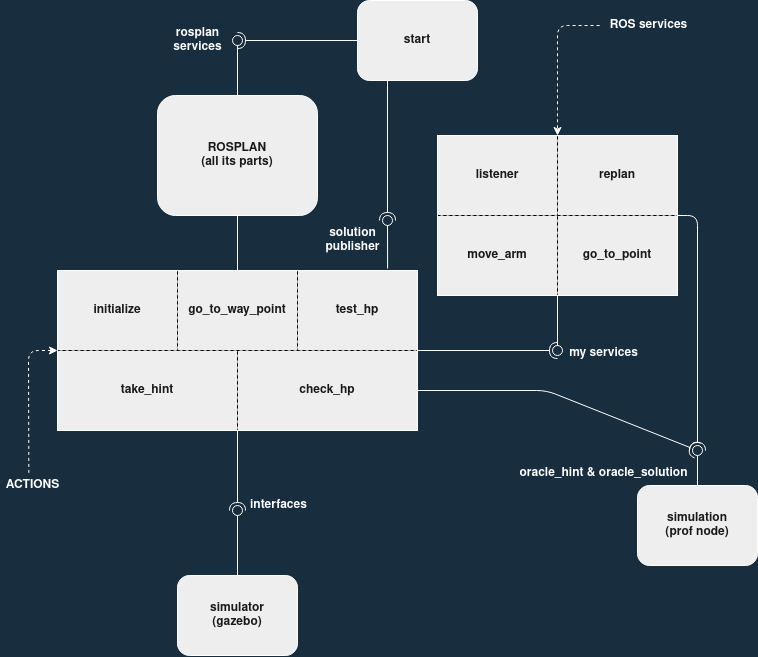 rosplan
services
start
ROS services
ROSPLAN
(all its parts)
listener
replan
solution
publisher
move_arm
go_to_point
initialize
go_to_way_point
test_hp
my services
take_hint
check_hp
oracle_hint & oracle_solution
ACTIONS
interfaces
simulation
(prof node)
simulator
(gazebo)